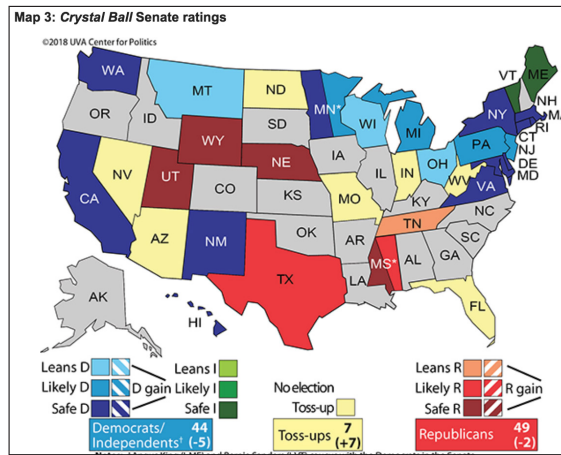 Map 3: Crystal Ball Senate ratings
©2018 UVA Center for Politics
WA
MT
ND
MN*
VT
ME
OR
ID
SD
WI
MI
NY
NH
MA
WY
RI
CT
NV
UT
NE
IA
IL
IN
OH
PA
NJ
DE
MD
CA
CO
KS
MO
KY
WV
VA
AZ
NM
OK
AR
TN
NC
SC
TX
LA
MS*
AL
GA
AK
HI
FL
Leans D
Likely D
Safe D
D gain
Leans I
Likely I
Safe I
No election
Toss-up
Leans R
Likely R
Safe R
R gain
Democrats/ 44
Independents† (-5)
Toss-ups 7
(+7)
Republicans 49
(-2)